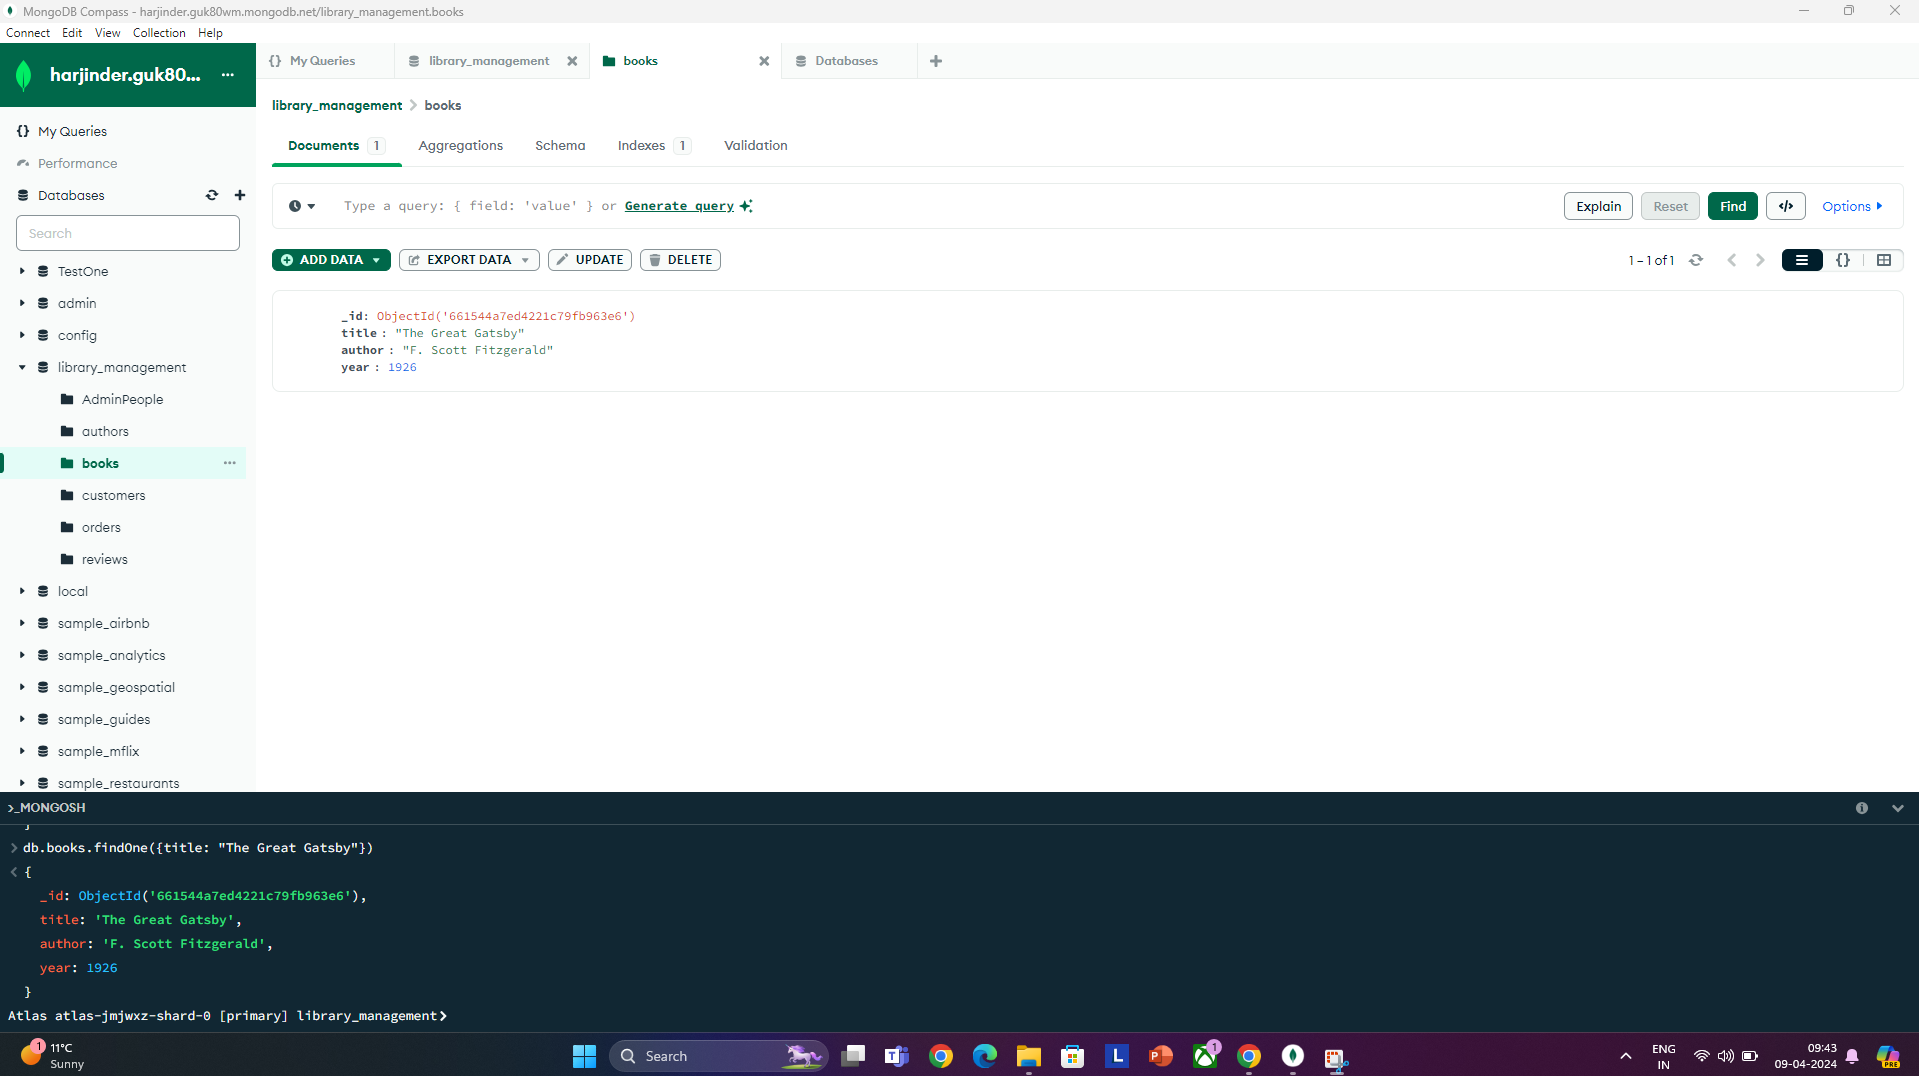 MongoDB Compass - harjinder.guk80wm.mongodb.net/library_management.books
Connect Edit View Collection Help
harjinder.guk80... ...
{} My Queries
library_management
books
Databases
library_management > books
My Queries
Performance
Databases
Search
TestOne
admin
config
library_management
AdminPeople
authors
books ...
customers
orders
reviews
local
sample_airbnb
sample_analytics
sample_geospatial
sample_guides
sample_mflix
sample_restaurants
Documents 1 Aggregations Schema Indexes 1 Validation
Type a query: { field: 'value' } or Generate query
Explain Reset Find </> Options
ADD DATA EXPORT DATA UPDATE DELETE
1 – 1 of 1
{}
_id: ObjectId('661544a7ed4221c79fb963e6')
title : "The Great Gatsby"
author : "F. Scott Fitzgerald"
year : 1926
>_MONGOSH
}
> db.books.findOne({title: "The Great Gatsby"})
< {
_id: ObjectId('661544a7ed4221c79fb963e6'),
title: 'The Great Gatsby',
author: 'F. Scott Fitzgerald',
year: 1926
}
Atlas atlas-jmjwxz-shard-0 [primary] library_management>
1
11°C
Sunny
Search
L
1
ENG
IN
09:43
09-04-2024
PRE